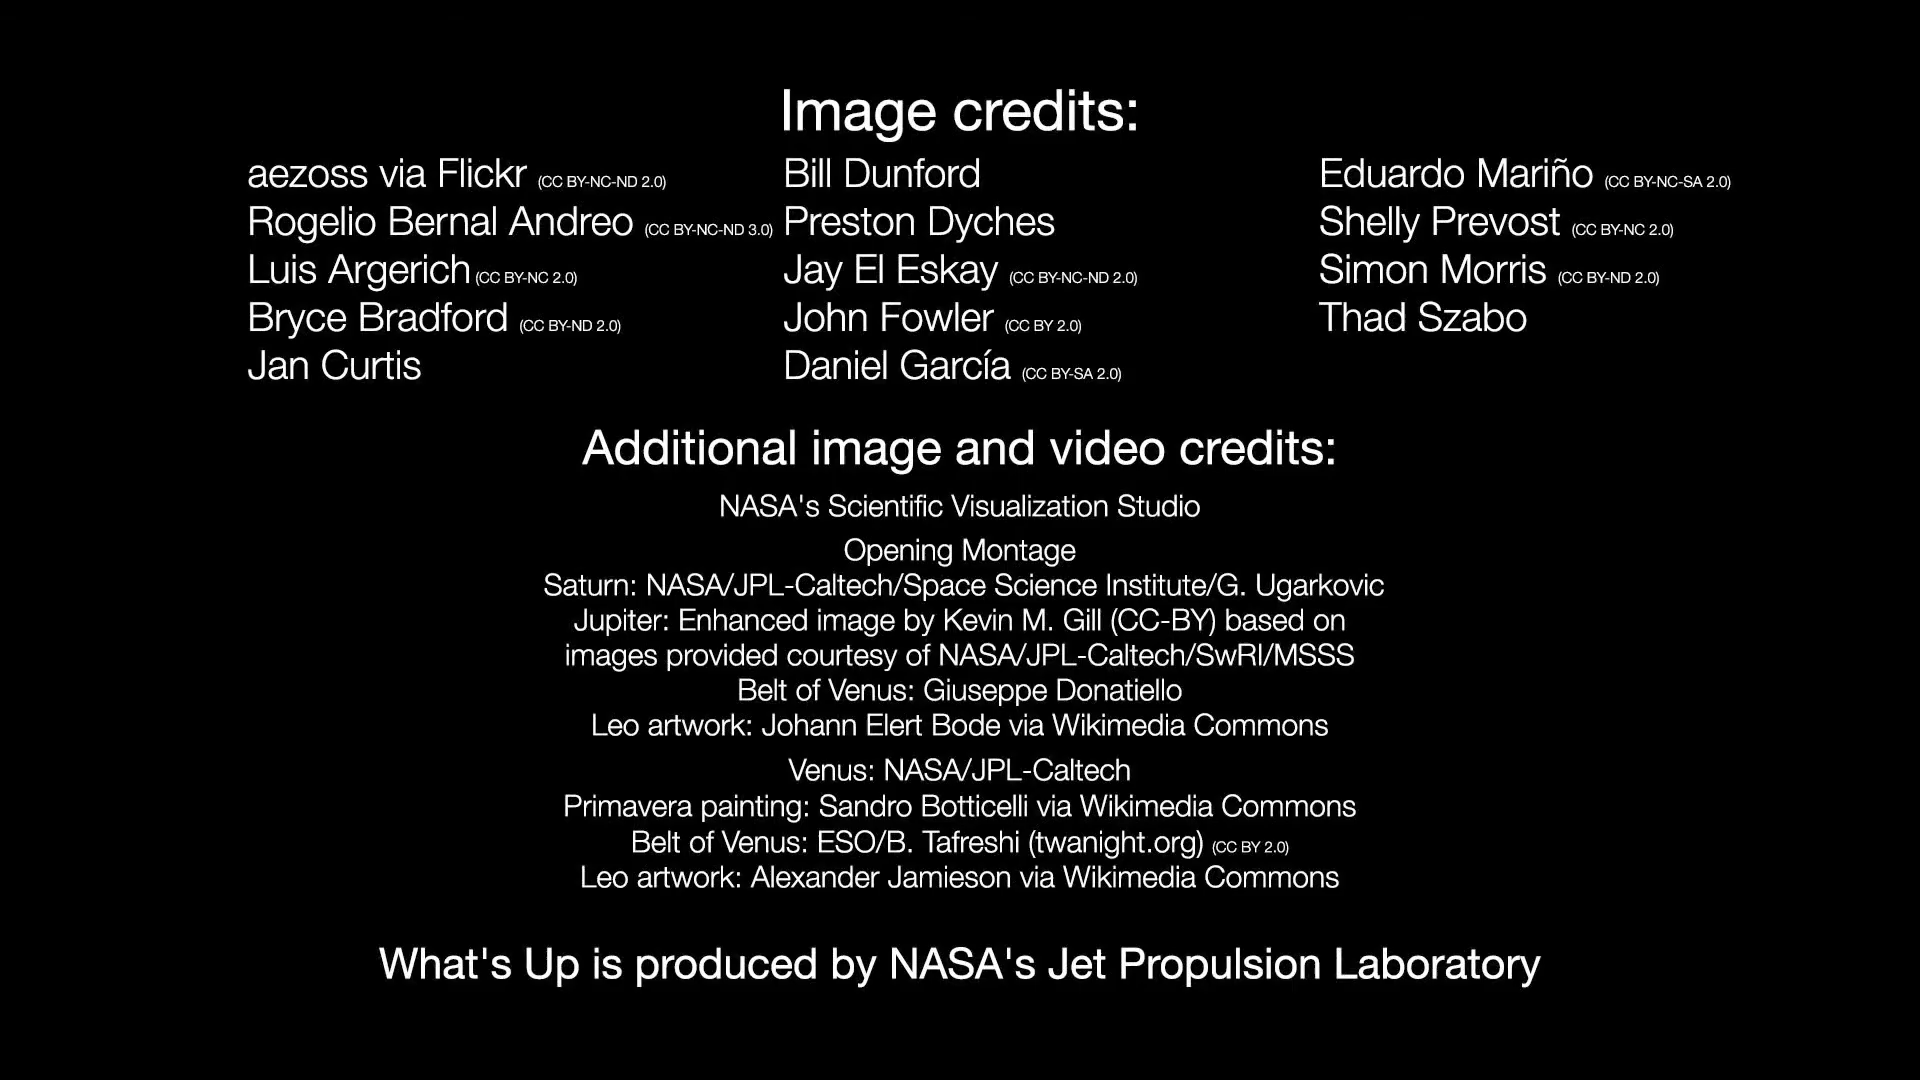 Image credits:
aezoss via Flickr (CC BY-NC-ND 2.0)
Rogelio Bernal Andreo (CC BY-NC-ND 3.0)
Luis Argerich (CC BY-NC 2.0)
Bryce Bradford (CC BY-ND 2.0)
Jan Curtis
Bill Dunford
Preston Dyches
Jay El Eskay (CC BY-NC-ND 2.0)
John Fowler (CC BY 2.0)
Daniel García (CC BY-SA 2.0)
Eduardo Mariño (CC BY-NC-SA 2.0)
Shelly Prevost (CC BY-NC 2.0)
Simon Morris (CC BY-ND 2.0)
Thad Szabo
Additional image and video credits:
NASA's Scientific Visualization Studio
Opening Montage
Saturn: NASA/JPL-Caltech/Space Science Institute/G. Ugarkovic
Jupiter: Enhanced image by Kevin M. Gill (CC-BY) based on
images provided courtesy of NASA/JPL-Caltech/SwRI/MSSS
Belt of Venus: Giuseppe Donatiello
Leo artwork: Johann Elert Bode via Wikimedia Commons
Venus: NASA/JPL-Caltech
Primavera painting: Sandro Botticelli via Wikimedia Commons
Belt of Venus: ESO/B. Tafreshi (twanight.org) (CC BY 2.0)
Leo artwork: Alexander Jamieson via Wikimedia Commons
What's Up is produced by NASA's Jet Propulsion Laboratory